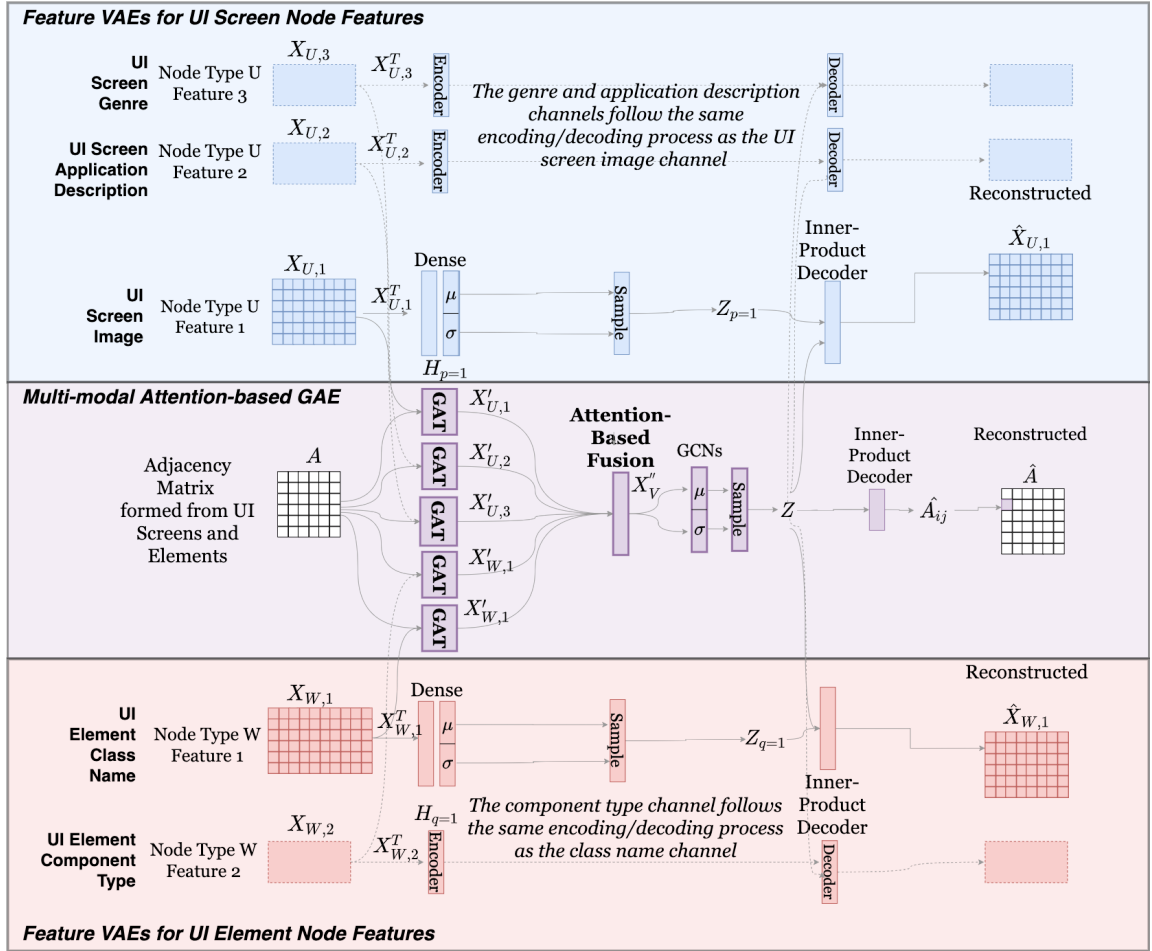 Feature VAEs for UI Screen Node Features
UI
Screen
Genre
Node Type U
Feature 3
X_{U,3}
X^T_{U,3}
Encoder
The genre and application description
channels follow the same
encoding/decoding process as the UI
screen image channel
Decoder
UI Screen
Application
Description
Node Type U
Feature 2
X_{U,2}
X^T_{U,2}
Encoder
Decoder
Reconstructed
UI
Screen
Image
Node Type U
Feature 1
X_{U,1}
X^T_{U,1}
Dense
μ
σ
H_{p=1}
Sample
Z_{p=1}
Inner-
Product
Decoder
X̂_{U,1}
Multi-modal Attention-based GAE
Adjacency
Matrix
formed from UI
Screens and
Elements
A
GAT
GAT
GAT
GAT
GAT
X'_{U,1}
X'_{U,2}
X'_{U,3}
X'_{W,1}
X'_{W,1}
Attention-
Based
Fusion
X''_V
GCNs
μ
σ
Sample
Z
Inner-
Product
Decoder
Â_{ij}
Reconstructed
Â
UI
Element
Class
Name
Node Type W
Feature 1
X_{W,1}
X^T_{W,1}
Dense
μ
σ
Sample
Z_{q=1}
Inner-
Product
Decoder
Reconstructed
X̂_{W,1}
UI Element
Component
Type
Node Type W
Feature 2
X_{W,2}
X^T_{W,2}
H_{q=1}
Encoder
The component type channel follows
the same encoding/decoding process
as the class name channel
Decoder
Feature VAEs for UI Element Node Features